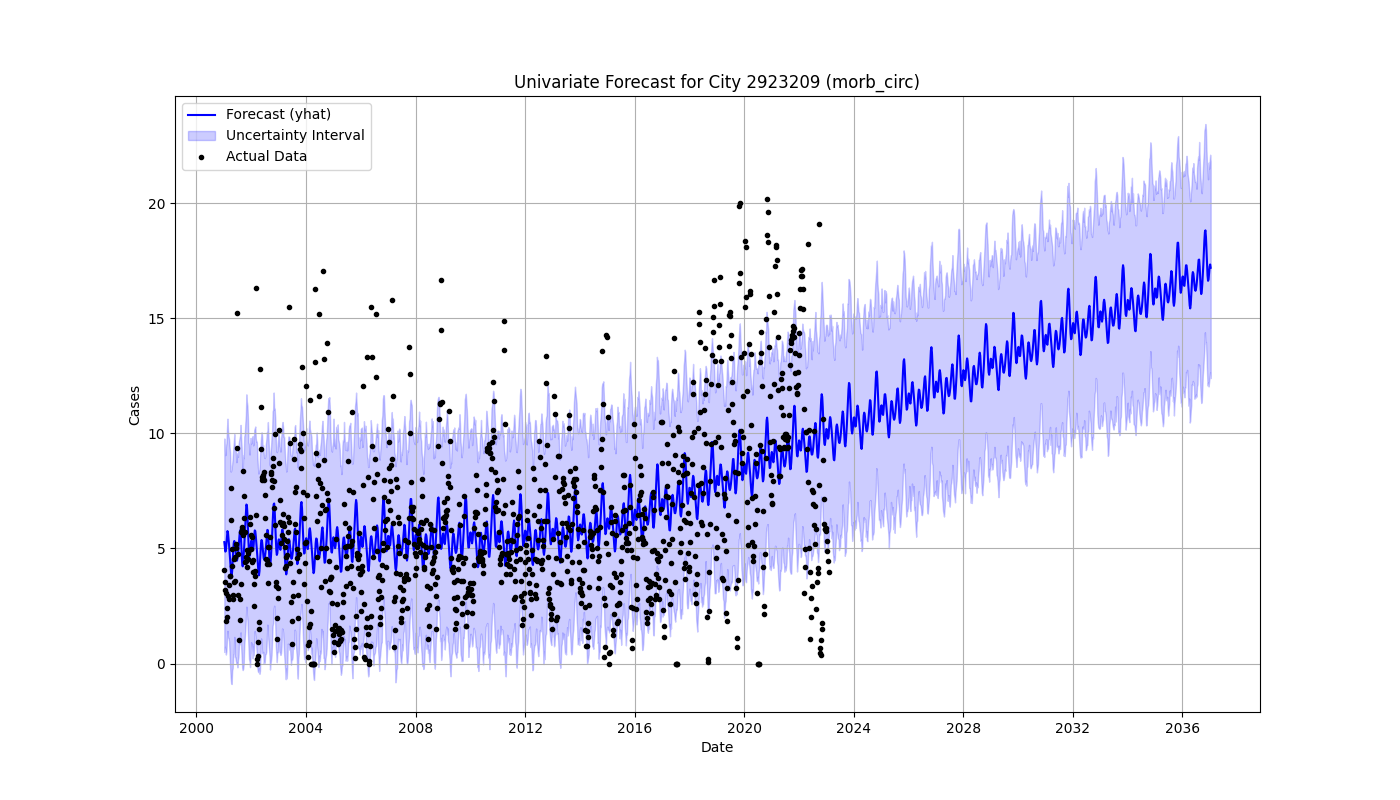 Univariate Forecast for City 2923209 (morb_circ)
Forecast (yhat)
Uncertainty Interval
Actual Data
Cases
20
15
10
5
0
2000 2004 2008 2012 2016 2020 2024 2028 2032 2036
Date